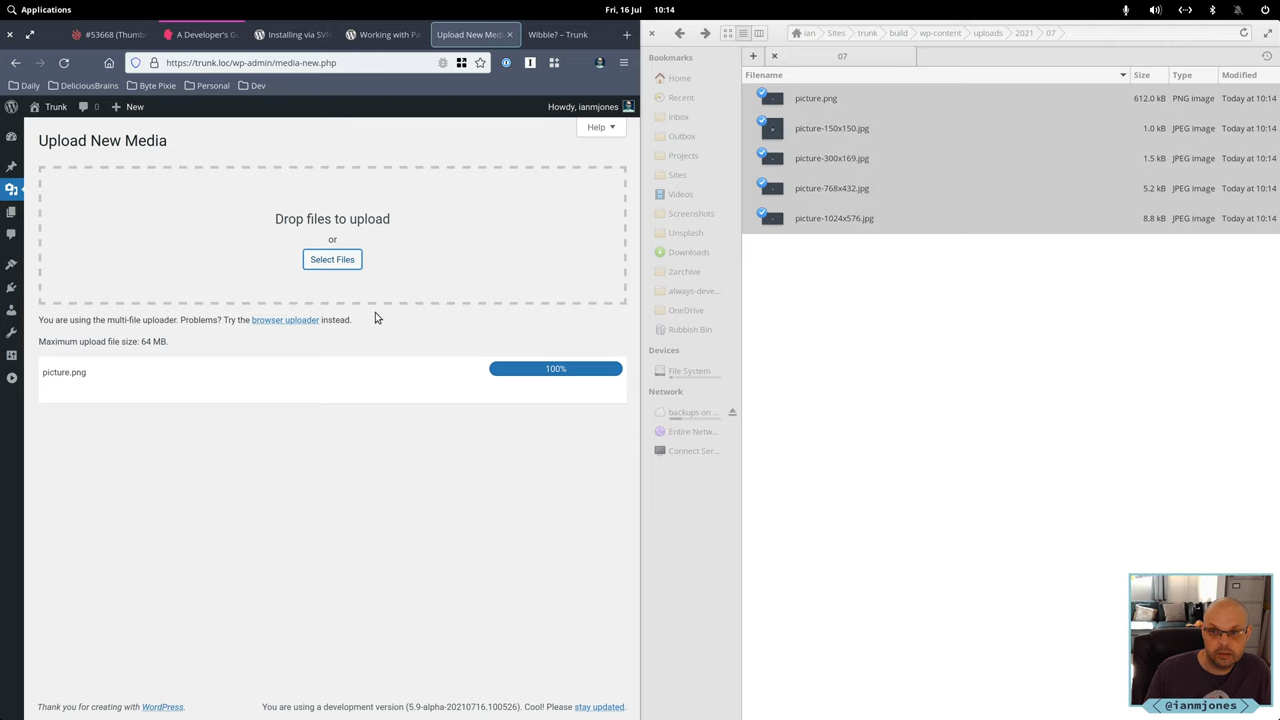 Applications
Fri, 16 Jul 10:14
#53668 (Thumb
A Developer's G
Installing via SVN
Working with Pa
Upload New Medi
Wibble? – Trunk
https://trunk.loc/wp-admin/media-new.php
Daily
DeliciousBrains
Byte Pixie
Personal
Dev
Trunk
0
New
Howdy, ianmjones
Upload New Media
Help
Drop files to upload
or
Select Files
You are using the multi-file uploader. Problems? Try the browser uploader instead.
Maximum upload file size: 64 MB.
picture.png
100%
Thank you for creating with WordPress.
You are using a development version (5.9-alpha-20210716.100526). Cool! Please stay updated.
ian
Sites
trunk
build
wp-content
uploads
2021
07
Bookmarks
Home
Recent
Inbox
Outbox
Projects
Sites
Videos
Screenshots
Unsplash
Downloads
2archive
always-deve...
OneDrive
Rubbish Bin
Devices
File System
Network
backups on ...
Entire Netw...
Connect Ser...
07
Filename Size Type Modified
picture.png 612.0 kB PNG image Today at 10:14
picture-150x150.jpg 1.0 kB JPEG image Today at 10:14
picture-300x169.jpg 1.5 kB JPEG image Today at 10:14
picture-768x432.jpg 5.2 kB JPEG image Today at 10:14
picture-1024x576.jpg 8.8 kB JPEG image Today at 10:14
@ianmjones